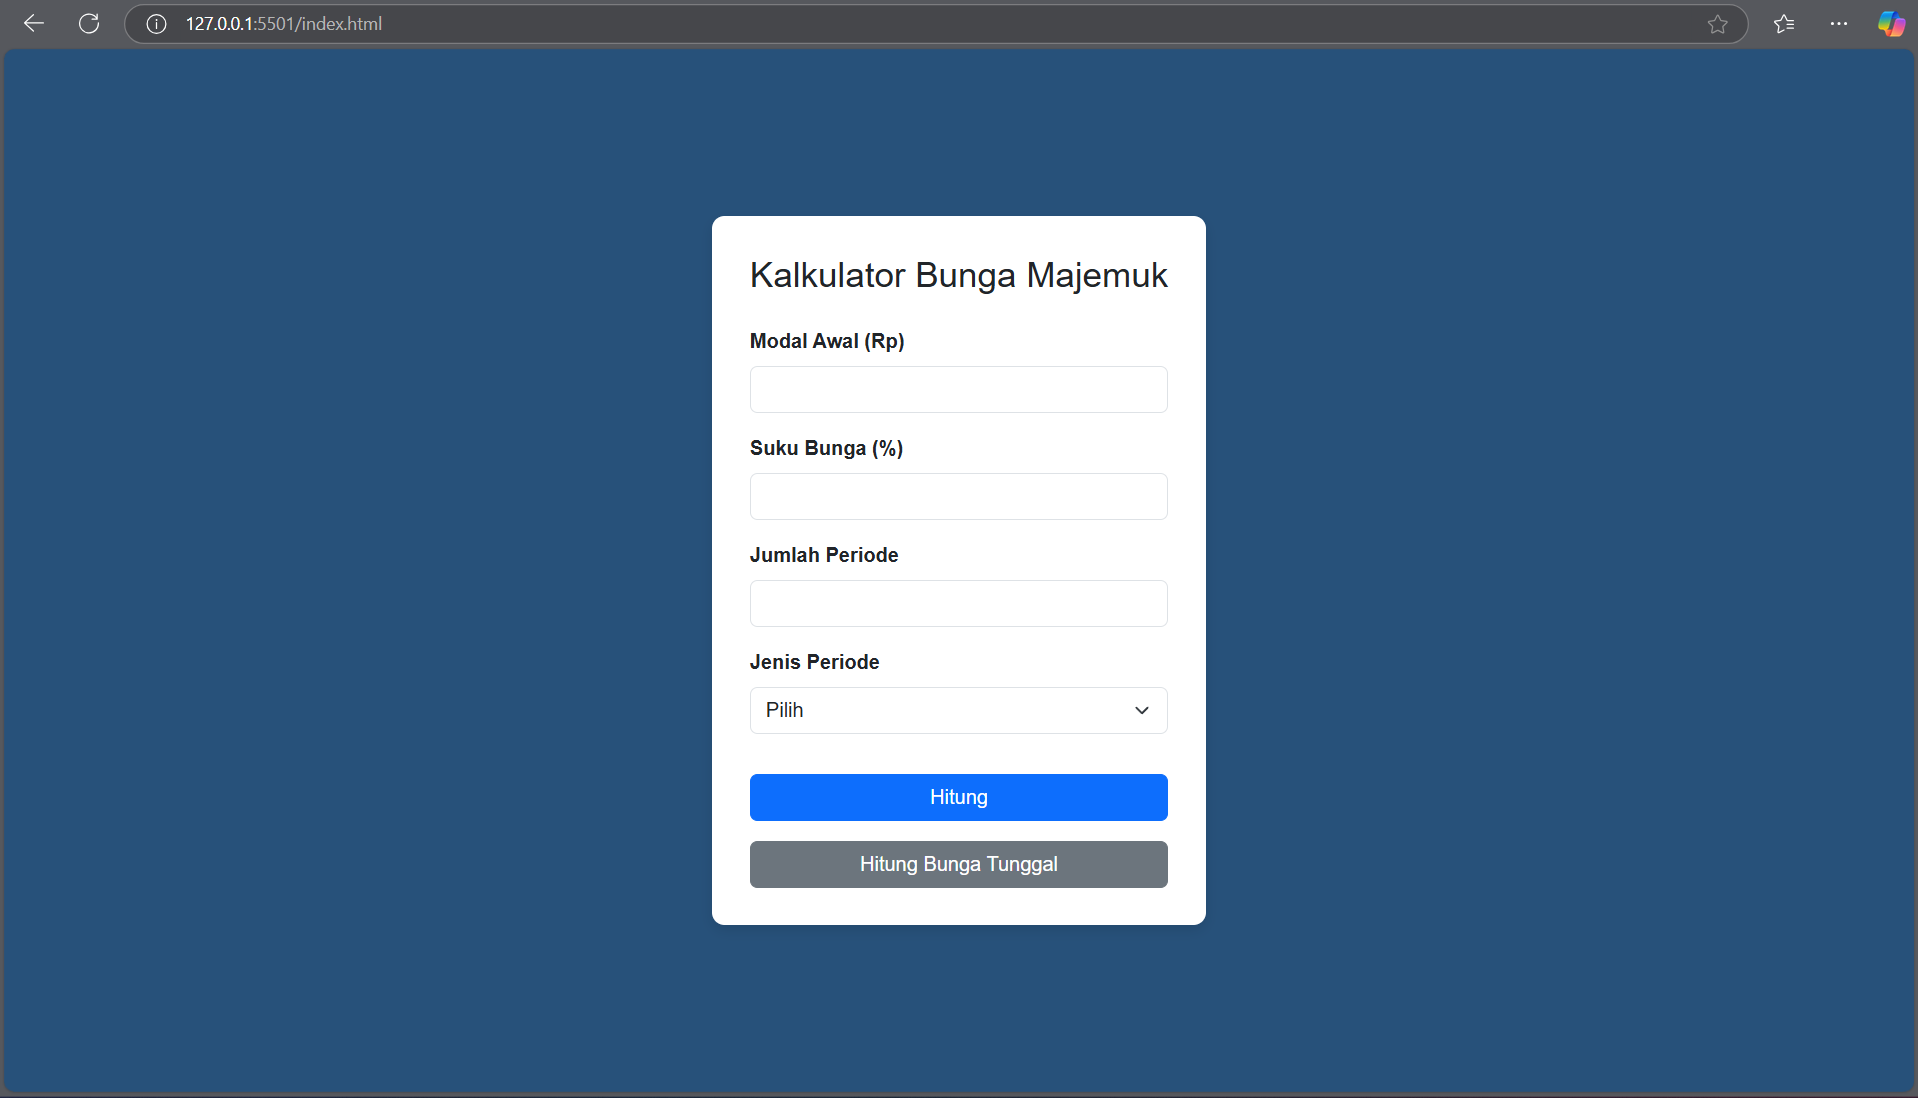 127.0.0.1:5501/index.html
Kalkulator Bunga Majemuk
Modal Awal (Rp)
Suku Bunga (%)
Jumlah Periode
Jenis Periode
Pilih
Hitung
Hitung Bunga Tunggal